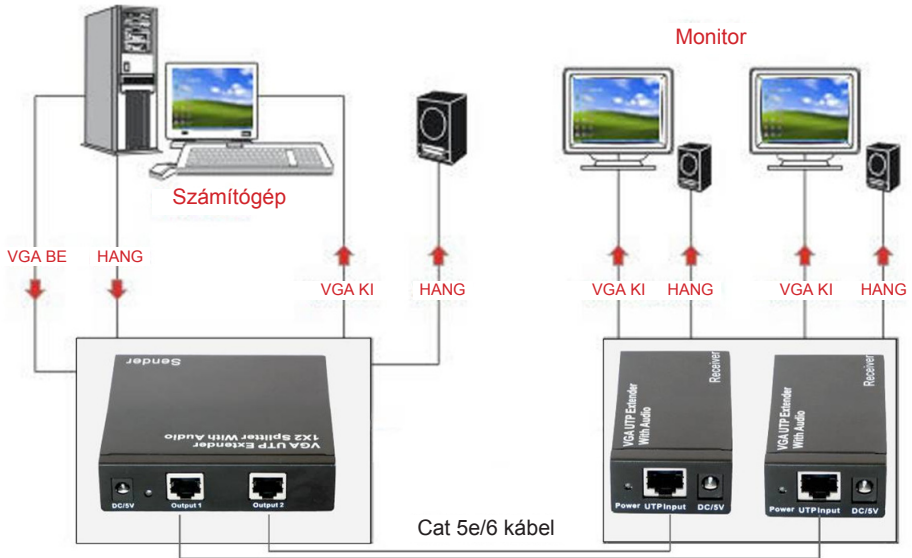 Monitor
Számítógép
VGA BE
HANG
VGA KI
HANG
VGA KI
HANG
VGA KI
HANG
Sender
VGA UTP Extender
1X2 Splitter With Audio
DC/5V
Output 1
Output 2
VGA UTP Extender
With Audio
Receiver
Power
UTP Input
DC/5V
VGA UTP Extender
With Audio
Receiver
Power
UTP Input
DC/5V
Cat 5e/6 kábel